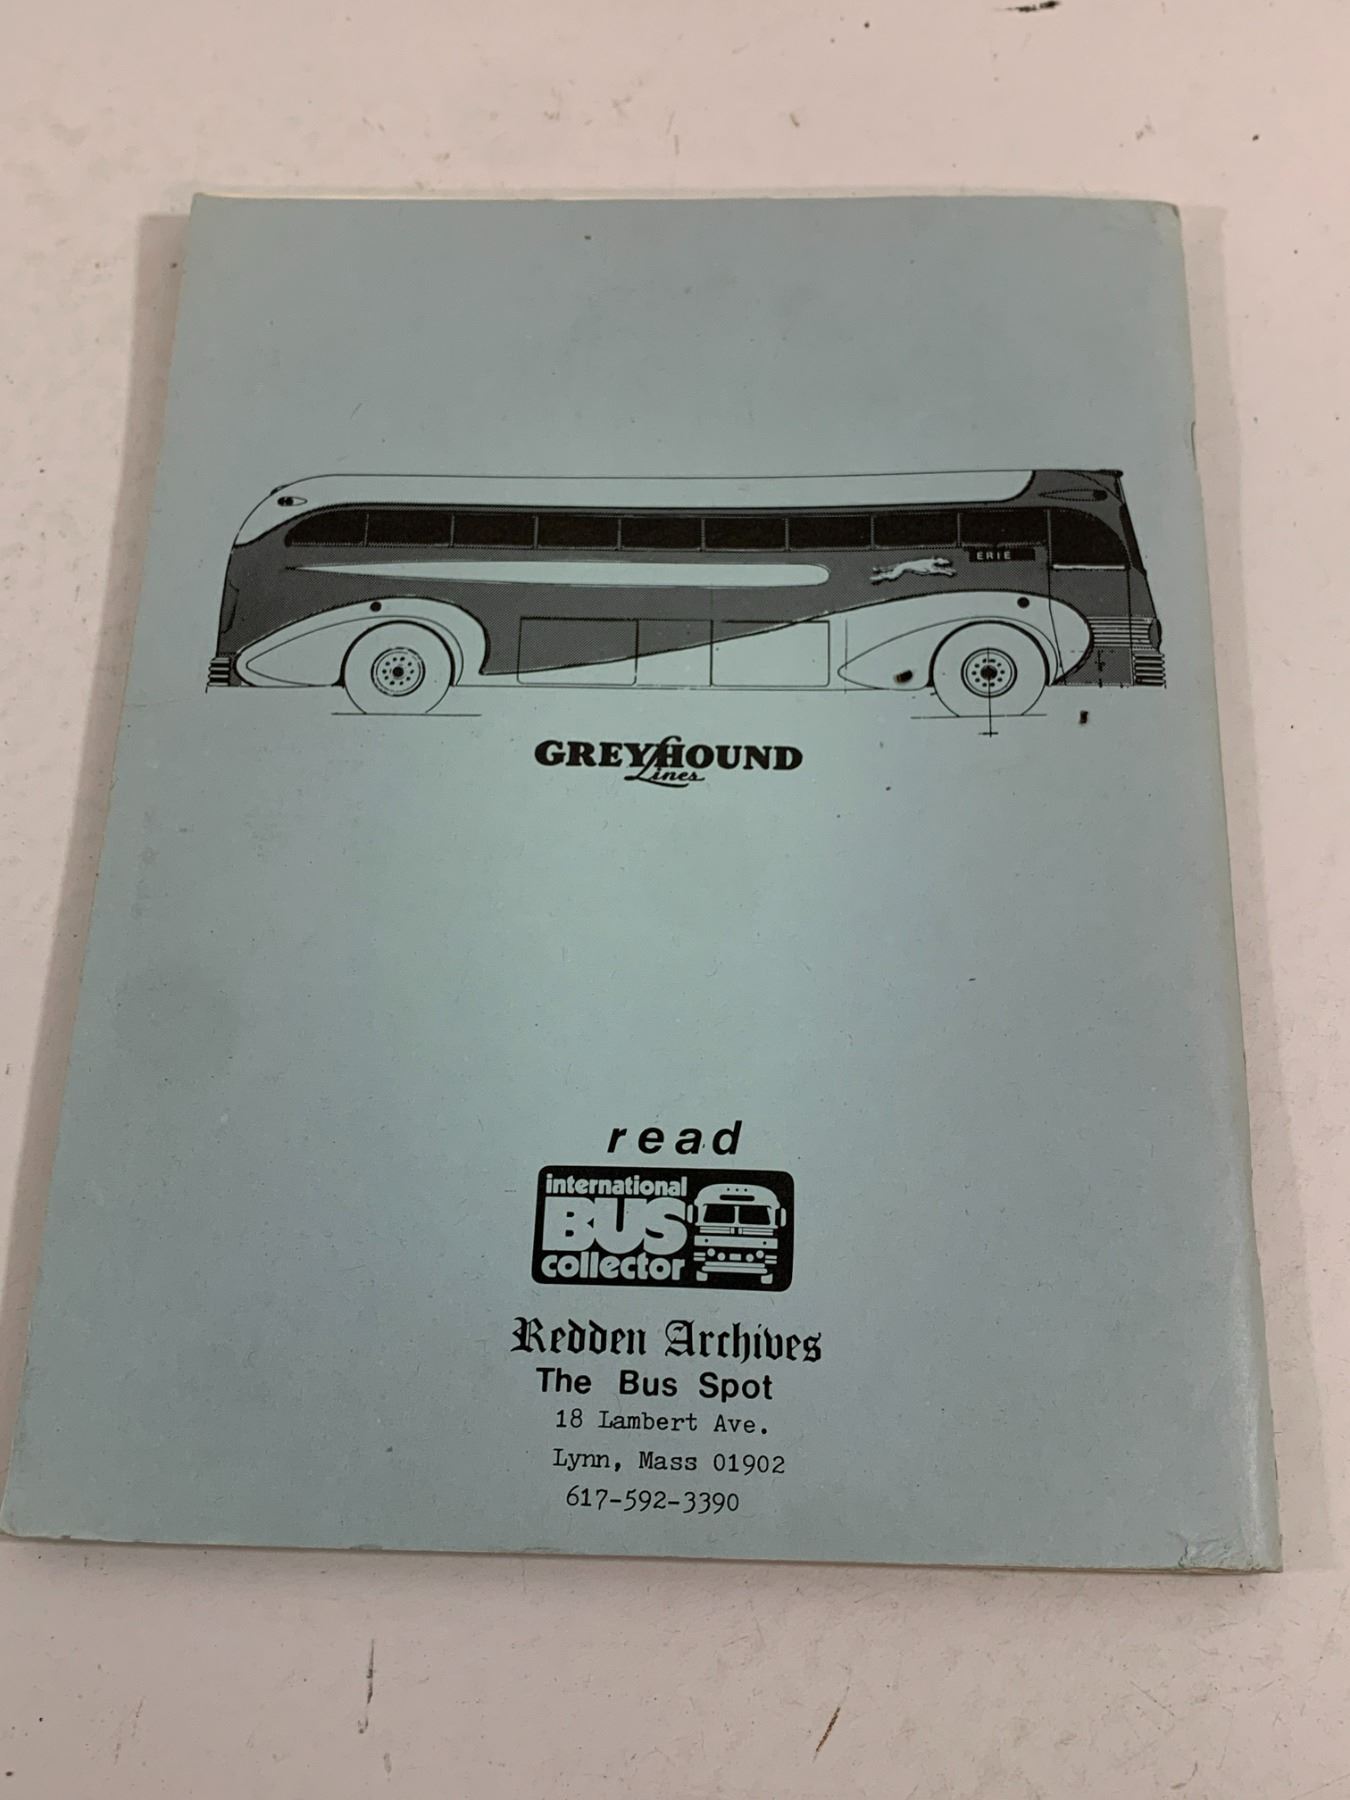 ERIE
GREYHOUND
Lines
read
international
BUS
collector
Redden Archives
The Bus Spot
18 Lambert Ave.
Lynn, Mass 01902
617-592-3390